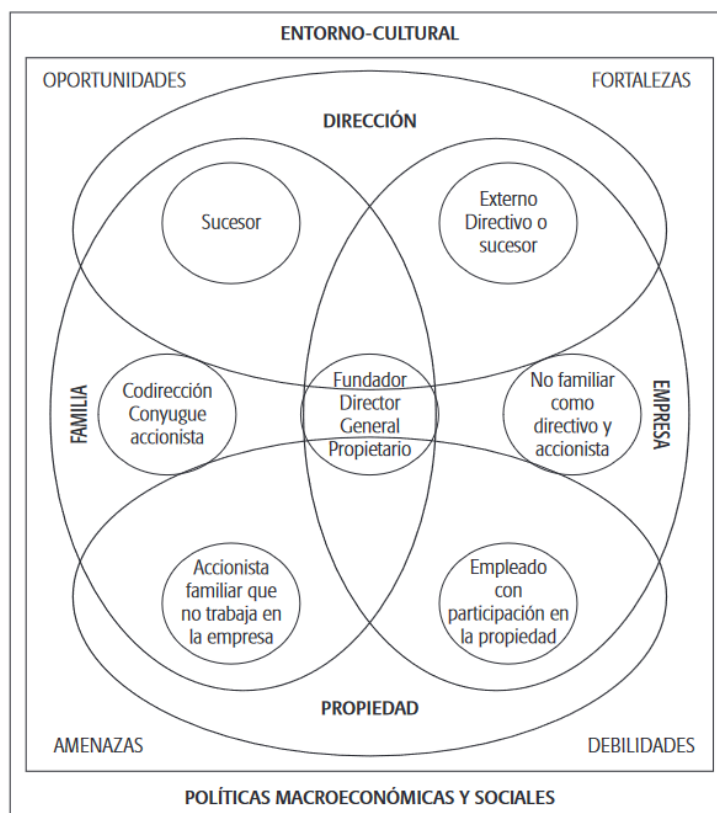 ENTORNO-CULTURAL
OPORTUNIDADES
FORTALEZAS
DIRECCIÓN
Sucesor
Externo
Directivo o
sucesor
FAMILIA
Codirección
Conyugue
accionista
Fundador
Director
General
Propietario
No familiar
como
directivo y
accionista
EMPRESA
Accionista
familiar que
no trabaja en
la empresa
Empleado
con
participación en
la propiedad
PROPIEDAD
AMENAZAS
DEBILIDADES
POLÍTICAS MACROECONÓMICAS Y SOCIALES